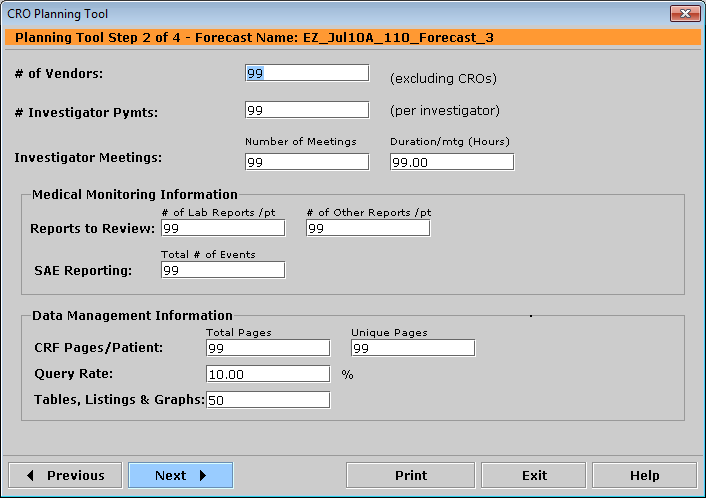 CRO Planning Tool
Planning Tool Step 2 of 4 - Forecast Name: EZ_Jul10A_110_Forecast_3
# of Vendors: 99 (excluding CROs)
# Investigator Pymts: 99 (per investigator)
Number of Meetings Duration/mtg (Hours)
Investigator Meetings: 99 99.00
Medical Monitoring Information
# of Lab Reports /pt # of Other Reports /pt
Reports to Review: 99 99
Total # of Events
SAE Reporting: 99
Data Management Information
Total Pages Unique Pages
CRF Pages/Patient: 99 99
Query Rate: 10.00 %
Tables, Listings & Graphs: 50
Previous Next Print Exit Help